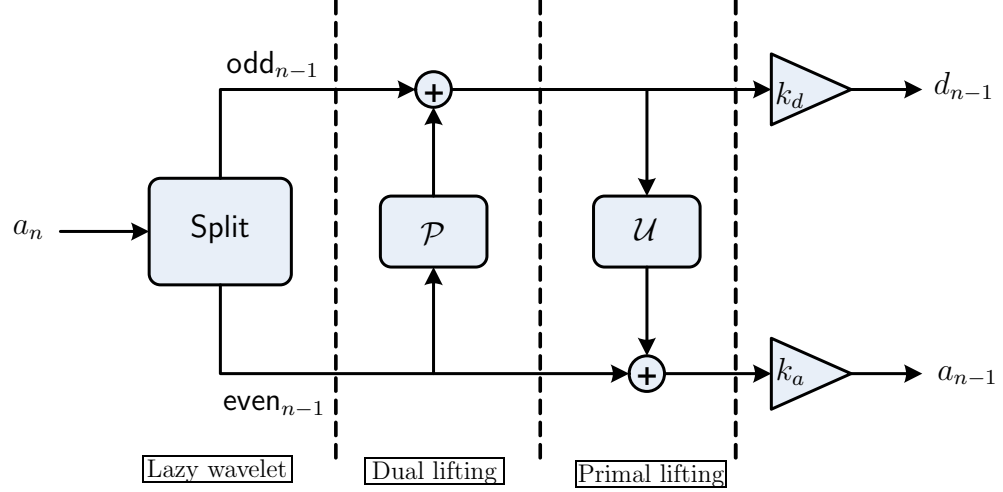 odd_{n-1}
+
k_d
d_{n-1}
a_n
Split
𝒫
𝒰
+
k_a
a_{n-1}
even_{n-1}
Lazy wavelet
Dual lifting
Primal lifting